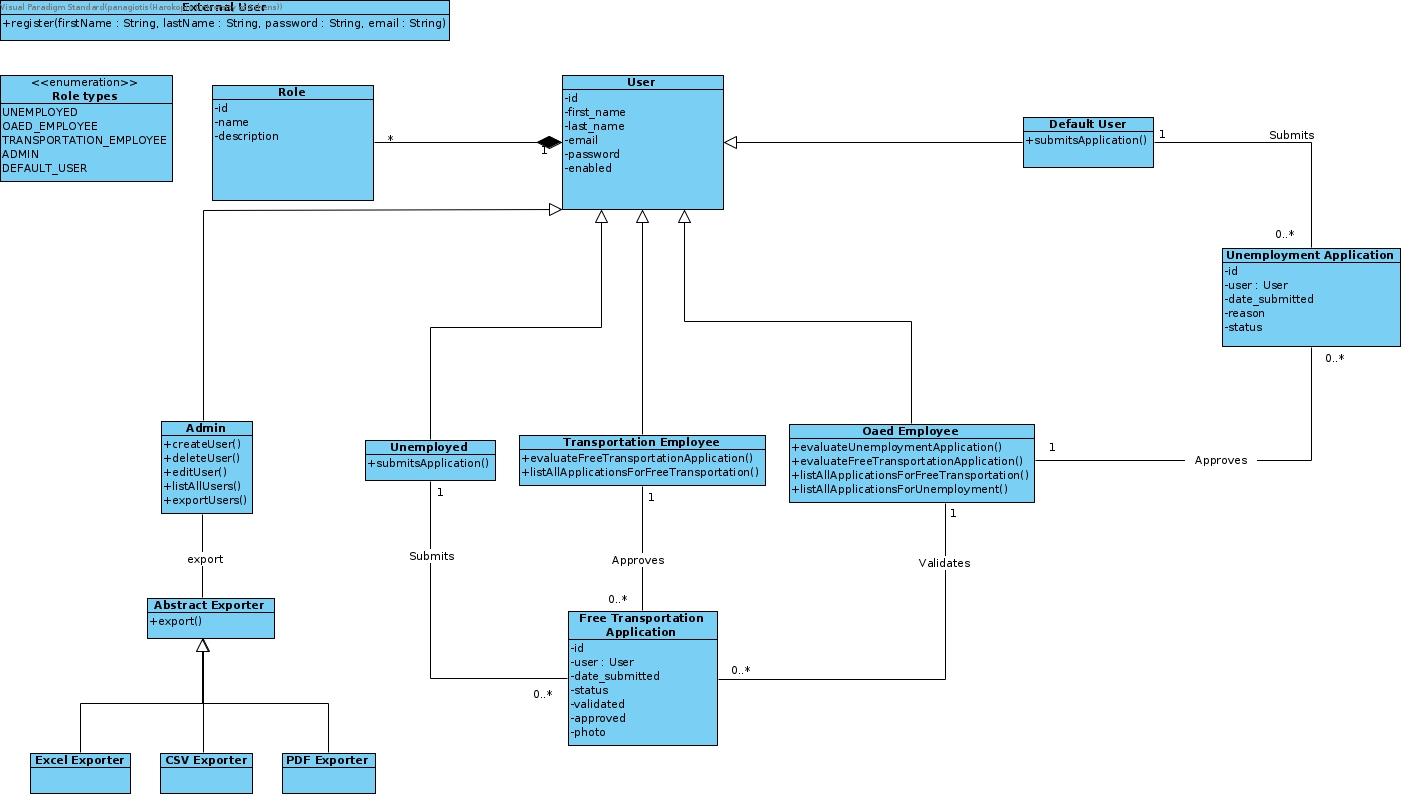 Visual Paradigm Standard(panagiotis(Harokopio
+register(firstName : String, lastName : String, password : String, email : String)
<<enumeration>>
Role types
UNEMPLOYED
OAED_EMPLOYEE
TRANSPORTATION_EMPLOYEE
ADMIN
DEFAULT_USER
Role
-id
-name
-description
*
1
User
-id
-first_name
-last_name
-email
-password
-enabled
Default User
+submitsApplication()
1
Submits
0..*
Unemployment Application
-id
-user : User
-date_submitted
-reason
-status
0..*
Admin
+createUser()
+deleteUser()
+editUser()
+listAllUsers()
+exportUsers()
Unemployed
+submitsApplication()
1
Transportation Employee
+evaluateFreeTransportationApplication()
+listAllApplicationsForFreeTransportation()
1
Oaed Employee
+evaluateUnemploymentApplication()
+evaluateFreeTransportationApplication()
+listAllApplicationsForFreeTransportation()
+listAllApplicationsForUnemployment()
1
Approves
1
export
Submits
Approves
Validates
Abstract Exporter
+export()
0..*
Free Transportation
Application
-id
-user : User
-date_submitted
-status
-validated
-approved
-photo
0..*
0..*
Excel Exporter
CSV Exporter
PDF Exporter